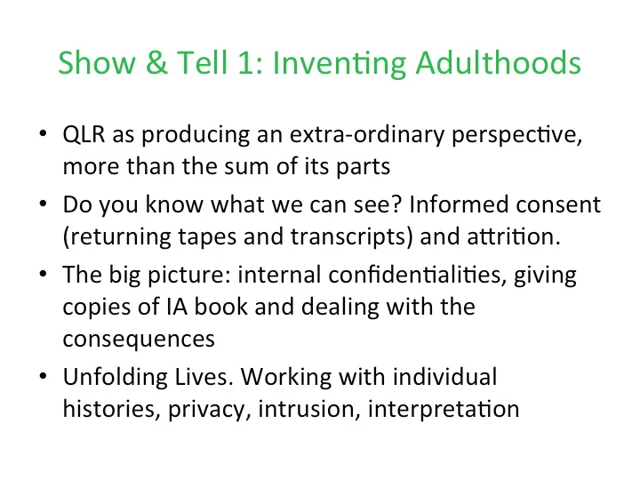 Show & Tell 1: Inventing Adulthoods
• QLR as producing an extra-ordinary perspective,
more than the sum of its parts
• Do you know what we can see? Informed consent
(returning tapes and transcripts) and attrition.
• The big picture: internal confidentialities, giving
copies of IA book and dealing with the
consequences
• Unfolding Lives. Working with individual
histories, privacy, intrusion, interpretation